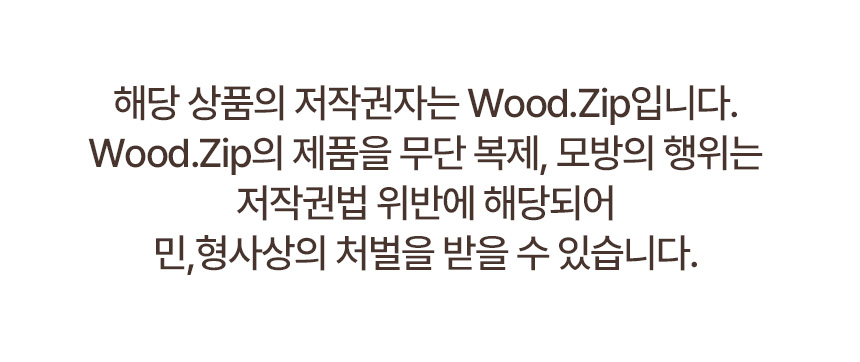 해당 상품의 저작권자는 Wood.Zip입니다.
Wood.Zip의 제품을 무단 복제, 모방의 행위는
저작권법 위반에 해당되어
민,형사상의 처벌을 받을 수 있습니다.